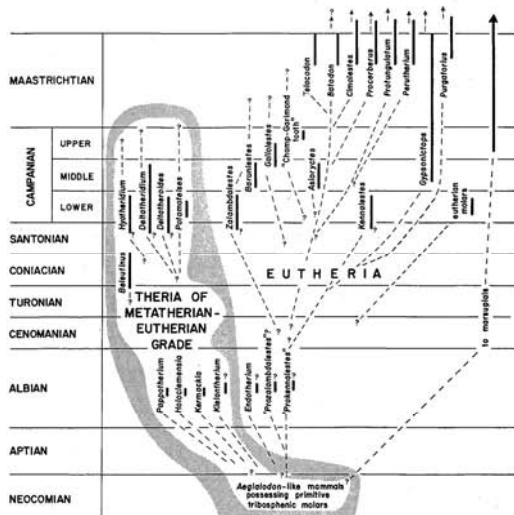 MAASTRICHTIAN
CAMPANIAN
UPPER
MIDDLE
LOWER
SANTONIAN
CONIACIAN
TURONIAN
CENOMANIAN
ALBIAN
APTIAN
NEOCOMIAN
Hyotheridium
Deltatheridium
Deltatheroides
Potamotelses
Beleutinus
Zalambdalestes
Barunlestes
Gallolestes
"Champ-Garimond tooth"
Telacodon
Batodon
Cimolestes
Procerberus
Protungulatum
Perutherium
Purgatorius
Gypsonictops
Asioryctes
Kennalestes
eutherian
molars
EUTHERIA
THERIA OF
METATHERIAN-
EUTHERIAN
GRADE
Pappotherium
Holoclemensia
Kermackia
Kielantherium
Endotherium
"Prozalambdalestes"
"Prokennalestes"
to marsupials
Aegialodon-like mammals
possessing primitive
tribosphenic molars